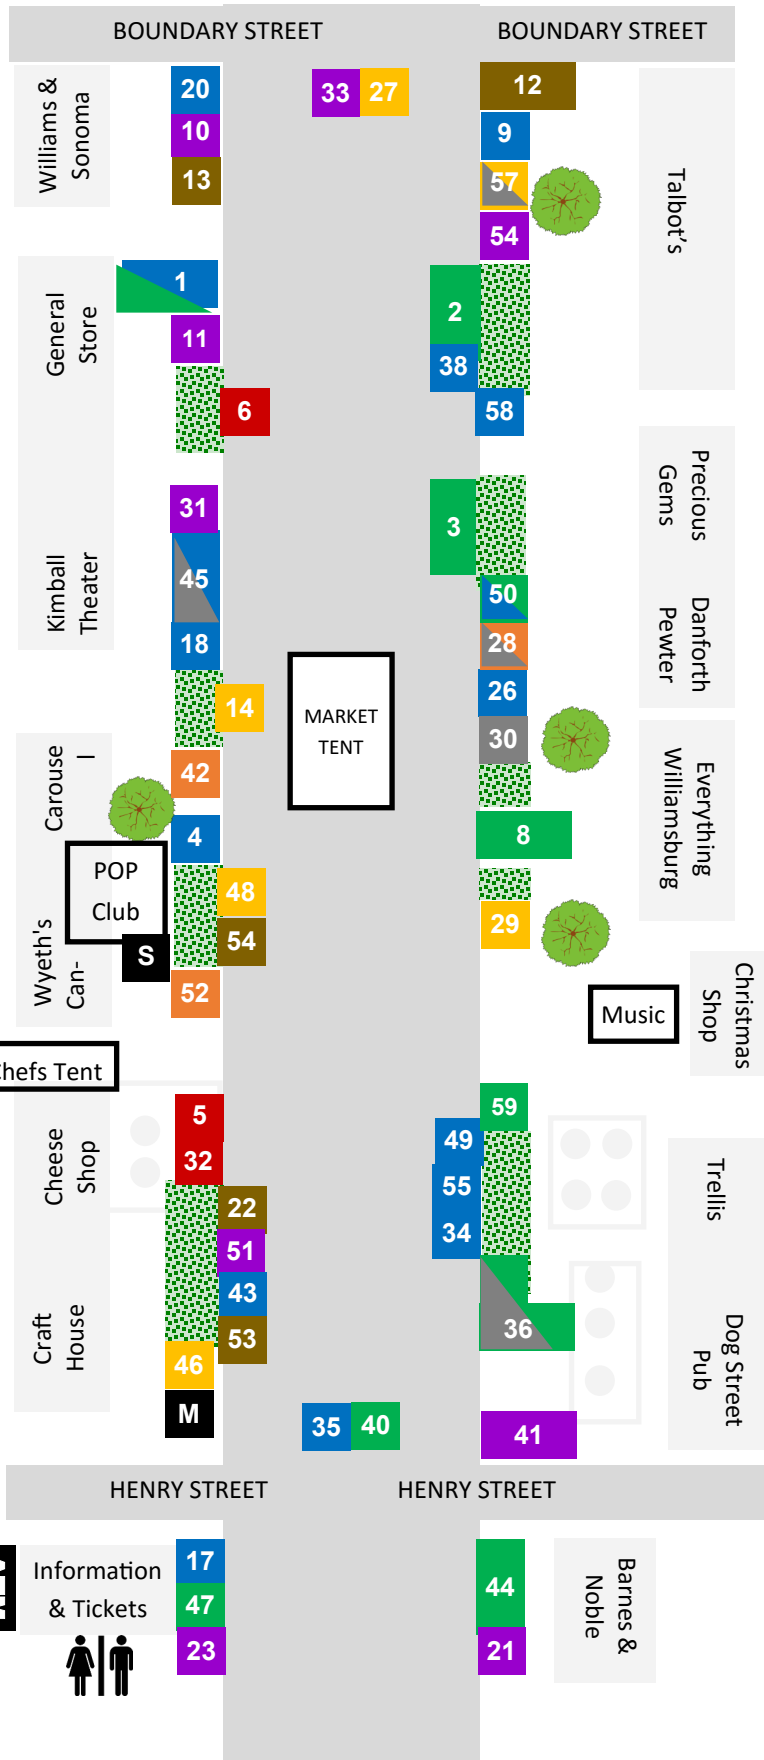 BOUNDARY STREET
BOUNDARY STREET
Williams &
Sonoma
20
10
13
33
27
12
9
57
54
Talbot's
General
Store
1
11
6
2
38
58
Kimball
Theater
31
45
18
14
MARKET
TENT
3
50
28
26
30
Precious
Gems
Danforth
Pewter
Carouse
l
42
4
POP
Club
48
54
S
52
Wyeth's
Can-
8
29
Everything
Williamsburg
Music
Christmas
Shop
Chefs Tent
Cheese
Shop
5
32
22
51
43
53
46
M
Craft
House
59
49
55
34
36
Trellis
Dog Street
Pub
35
40
41
HENRY STREET
HENRY STREET
Information
& Tickets
17
47
23
44
21
Barnes &
Noble